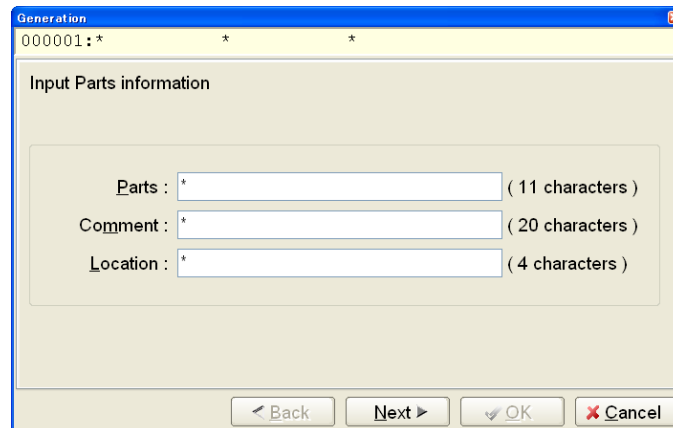 Generation
000001:* * *
Input Parts information
Parts : * ( 11 characters )
Comment : * ( 20 characters )
Location : * ( 4 characters )
Back Next OK Cancel